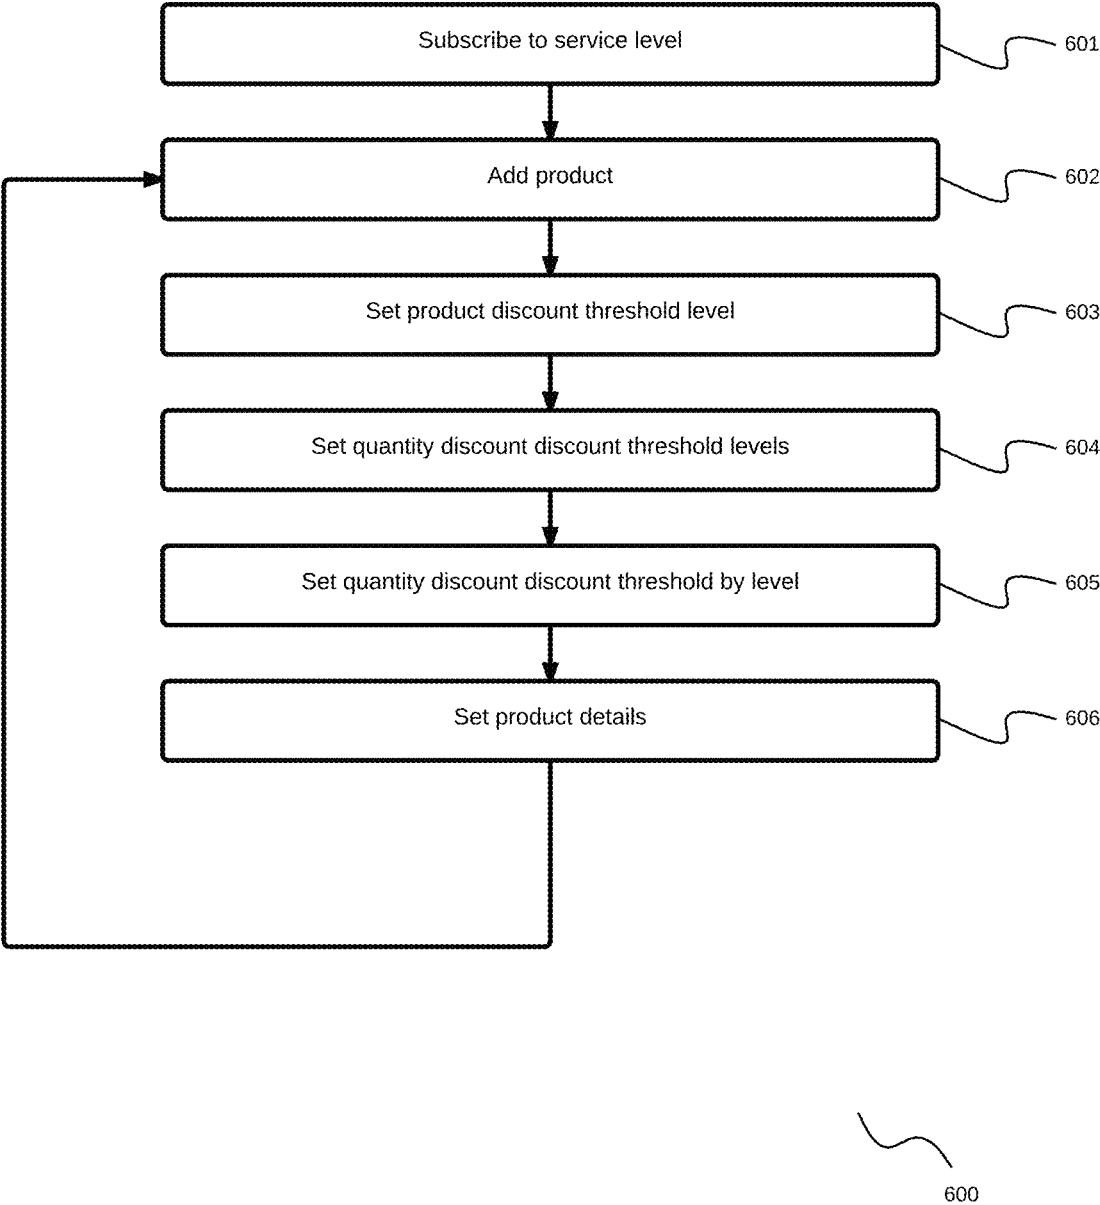 Subscribe to service level
601
Add product
602
Set product discount threshold level
603
Set quantity discount discount threshold levels
604
Set quantity discount discount threshold by level
605
Set product details
606
600